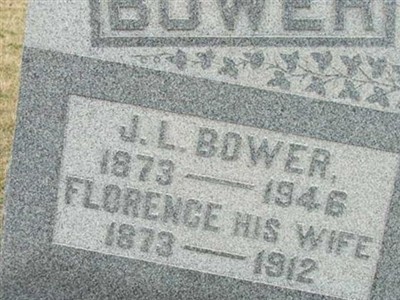 BOWER
J. L. BOWER,
1873 — 1946
FLORENCE HIS WIFE
1873 — 1912